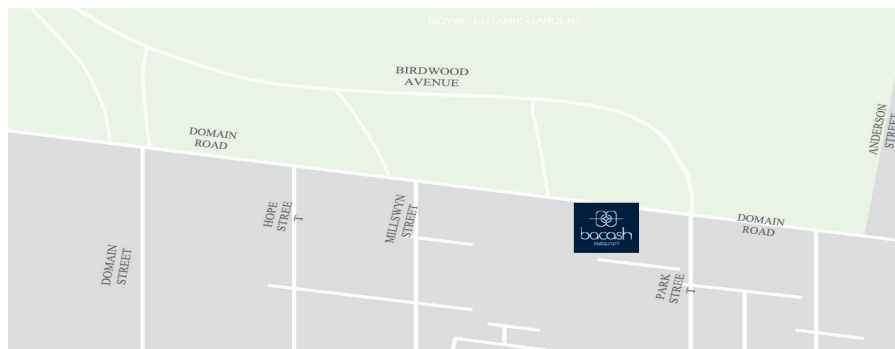 ROYAL BOTANIC GARDENS
BIRDWOOD
AVENUE
ANDERSON
STREET
DOMAIN
ROAD
HOPE
STREE
T
MILLSWYN
STREET
bacash
restaurant
DOMAIN
ROAD
DOMAIN
STREET
PARK
STREE
T